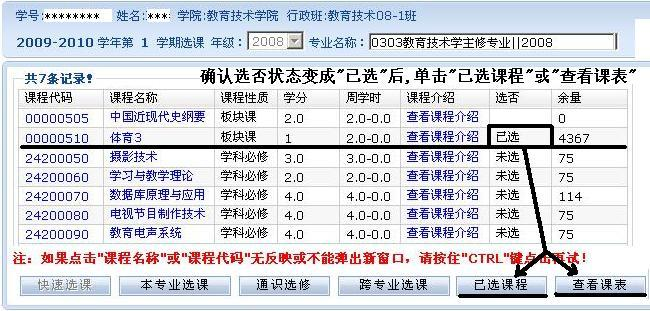 学号:******** 姓名:*** 学院:教育技术学院 行政班:教育技术08-1班
2009-2010 学年第 1 学期选课 年级： 2008 专业名称： 0303教育技术学主修专业||2008
共7条记录! 确认选否状态变成"已选"后,单击"已选课程"或"查看课表"
课程代码 课程名称 课程性质 学分 周学时 课程介绍 选否 余量
00000505 中国近现代史纲要 板块课 2.0 2.0-0.0 查看课程介绍 0
00000510 体育3 板块课 1 2.0-0.0 查看课程介绍 已选 4367
24200050 摄影技术 学科必修 3.0 3.0-0.0 查看课程介绍 未选 75
24200060 学习与教学理论 学科必修 2.0 2.0-0.0 查看课程介绍 未选 75
24200070 数据库原理与应用 学科必修 4.0 4.0-0.0 查看课程介绍 未选 114
24200080 电视节目制作技术 学科必修 4.0 4.0-0.0 查看课程介绍 未选 75
24200090 教育电声系统 学科必修 4.0 4.0-0.0 查看课程介绍 未选 75
注: 如果点击"课程名称"或"课程代码"无反映或不能弹出新窗口，请按住"CTRL"键点击再试!
快速选课 本专业选课 通识选修 跨专业选课 已选课程 查看课表